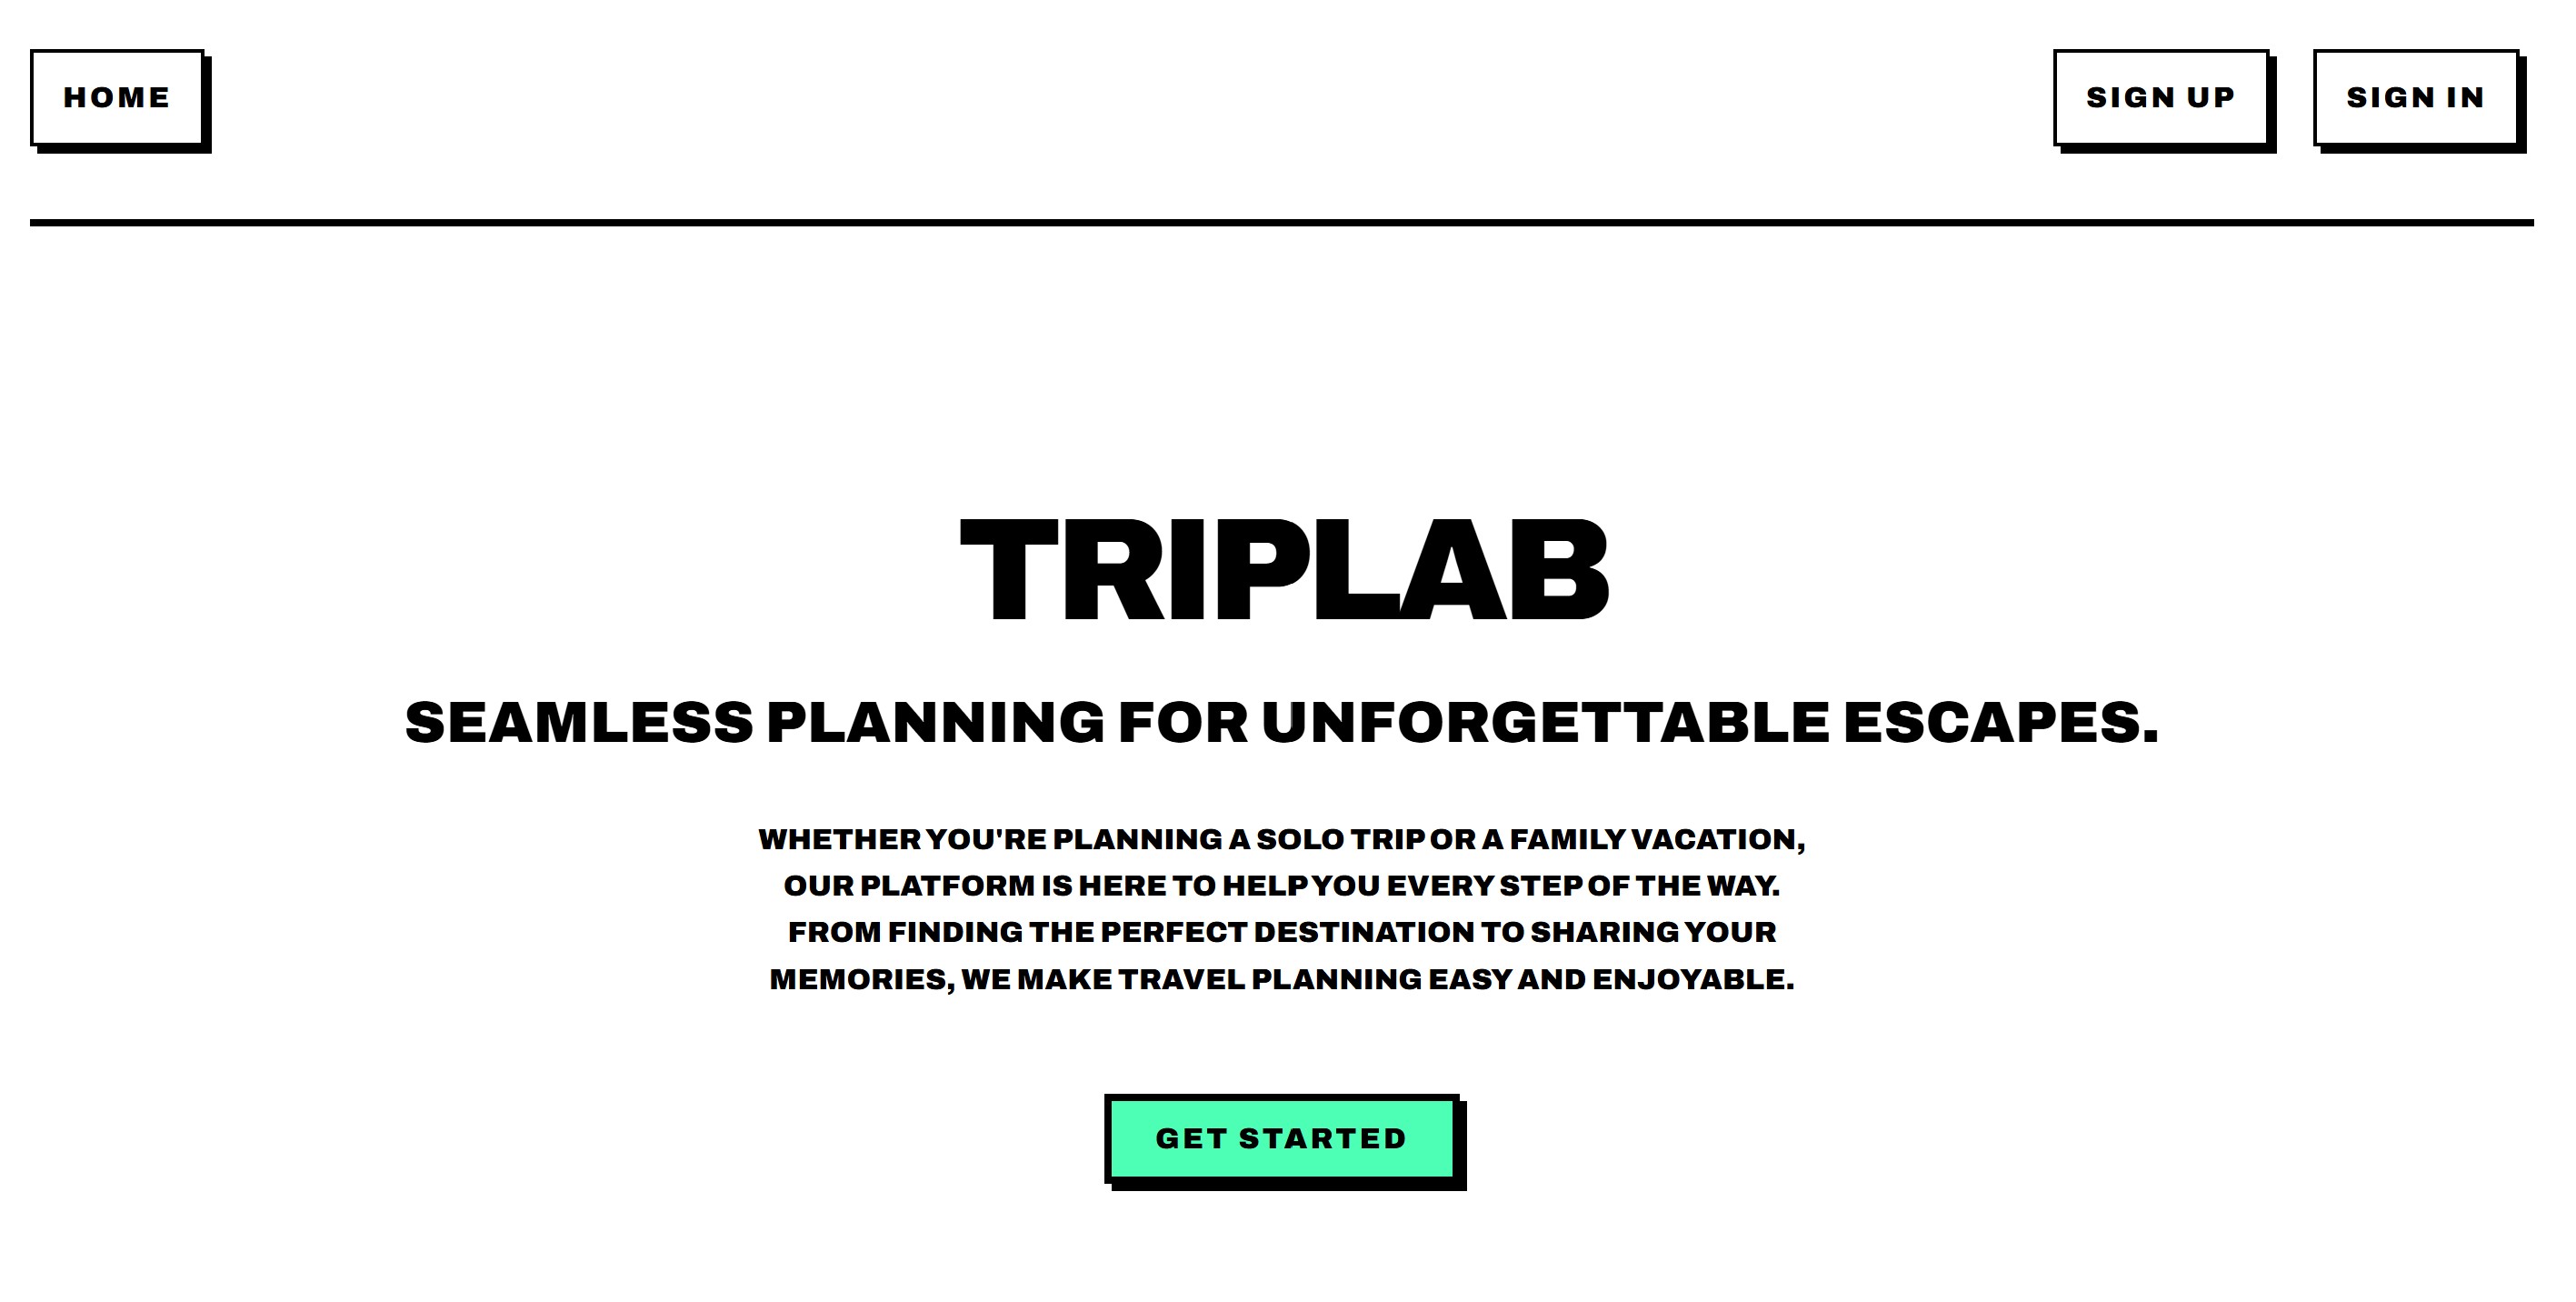 HOME
SIGN UP
SIGN IN
TRIPLAB
SEAMLESS PLANNING FOR UNFORGETTABLE ESCAPES.
WHETHER YOU'RE PLANNING A SOLO TRIP OR A FAMILY VACATION,
OUR PLATFORM IS HERE TO HELP YOU EVERY STEP OF THE WAY.
FROM FINDING THE PERFECT DESTINATION TO SHARING YOUR
MEMORIES, WE MAKE TRAVEL PLANNING EASY AND ENJOYABLE.
GET STARTED